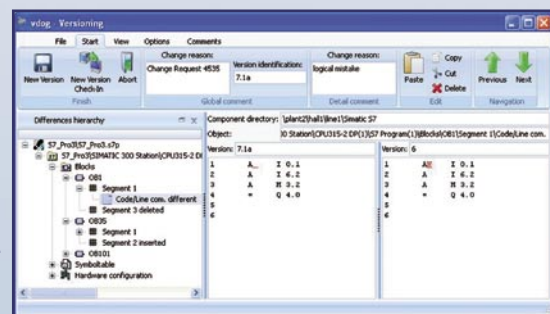 vdog - Versioning
File Start View Options Comments
New Version
New Version Check-In
Abort
Finish
Change reason:
Change Request 4535
Version identification:
7.1a
Global comment
Change reason:
logical mistake
Detail comment
Paste
Copy
Cut
Delete
Edit
Previous Next
Navigation
Differences hierarchy
S7_Pro3\S7_Pro3.s7p
S7_Pro3\SIMATIC 300 Station\CPU315-2 D
Blocks
OB1
Segment 1
Code/Line com. different
Segment 3 deleted
OB35
Segment 1
Segment 2 inserted
OB101
Symboltable
Hardware configuration
Component directory: \plant2\hall1\line1\Simatic S7
Object: 00 Station\CPU315-2 DP(1)\S7 Program(1)\Blocks\OB1\Segment 1\Code/Line com.
Version: 7.1a
1 A_ I 0.1
2 A I 6.2
3 A M 3.2
4 = Q 4.0
5
6
Version: 6
1 AN I 0.1
2 A I 6.2
3 A M 3.2
4 = Q 4.0
5
6